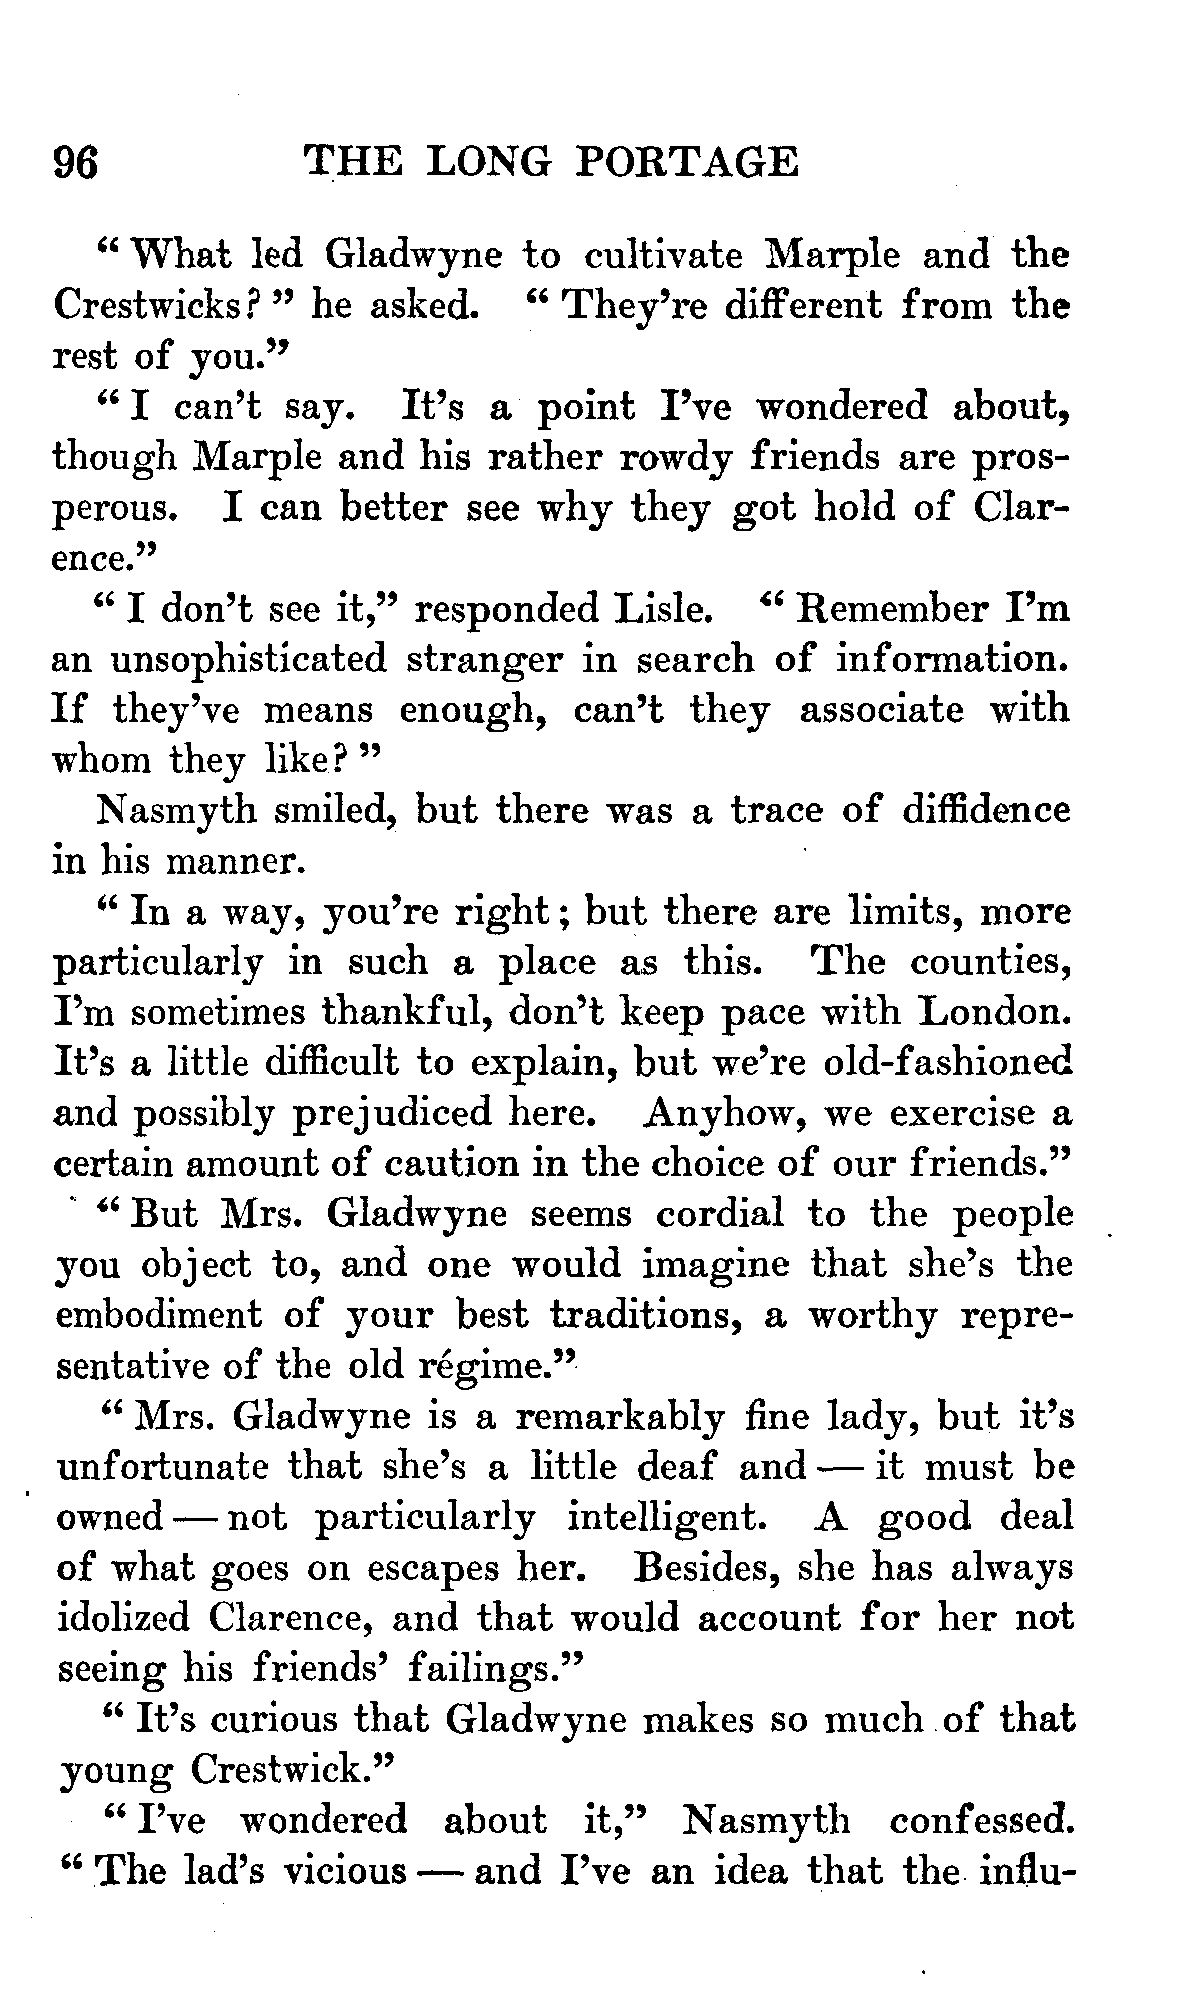 96 THE LONG PORTAGE
“ What led Gladwyne to cultivate Marple and the
Crestwicks? ” he asked. “ They’re different from the
rest of you.”
“ I can’t say. It’s a point I’ve wondered about,
though Marple and his rather rowdy friends are pros-
perous. I can better see why they got hold of Clar-
ence.”
“ I don’t see it,” responded Lisle. “ Remember I’m
an unsophisticated stranger in search of information.
If they’ve means enough, can’t they associate with
whom they like? ”
Nasmyth smiled, but there was a trace of diffidence
in his manner.
“ In a way, you’re right ; but there are limits, more
particularly in such a place as this. The counties,
I’m sometimes thankful, don’t keep pace with London.
It’s a little difficult to explain, but we’re old-fashioned
and possibly prejudiced here. Anyhow, we exercise a
certain amount of caution in the choice of our friends.”
“ But Mrs. Gladwyne seems cordial to the people
you object to, and one would imagine that she’s the
embodiment of your best traditions, a worthy repre-
sentative of the old régime.”
“ Mrs. Gladwyne is a remarkably fine lady, but it’s
unfortunate that she’s a little deaf and — it must be
owned — not particularly intelligent. A good deal
of what goes on escapes her. Besides, she has always
idolized Clarence, and that would account for her not
seeing his friends’ failings.”
“ It’s curious that Gladwyne makes so much of that
young Crestwick.”
“ I’ve wondered about it,” Nasmyth confessed.
“ The lad’s vicious — and I’ve an idea that the influ-